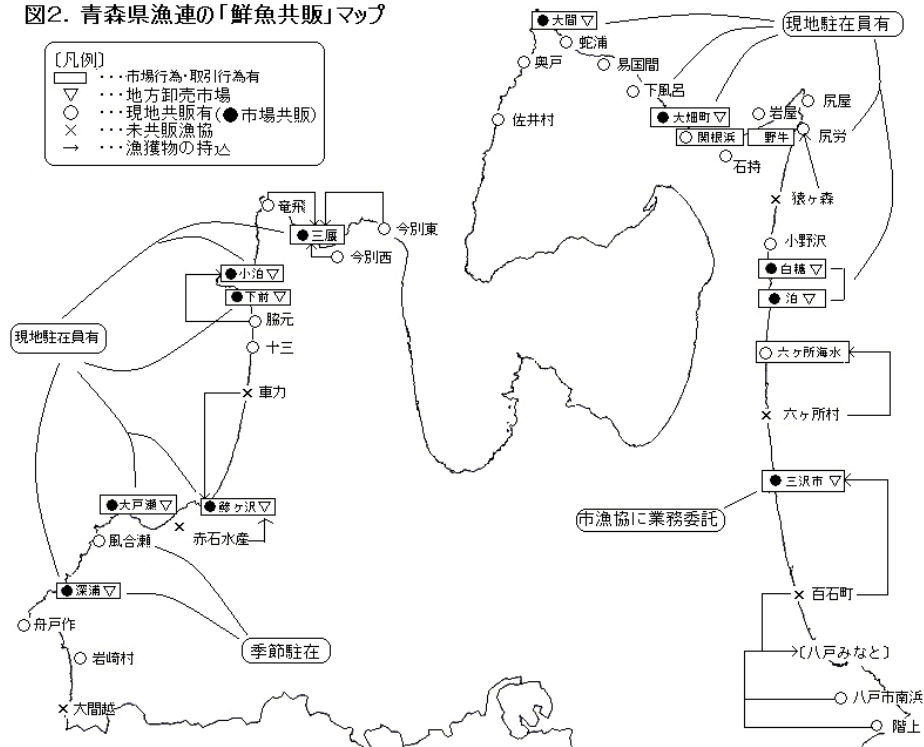 図2. 青森県漁連の「鮮魚共販」マップ
〔凡例〕
・・・市場行為・取引行為有
▽ ・・・地方卸売市場
○ ・・・現地共販有(●市場共販)
× ・・・未共販漁協
→ ・・・漁獲物の持込
●大間▽
現地駐在員有
○蛇浦
○奥戸
○易国間
○下風呂
○佐井村
●大畑町▽
○岩屋
○尻屋
○関根浜
野牛
○尻労
○石持
×猿ヶ森
○小野沢
●白糠▽
●泊▽
○六ヶ所海水
×六ヶ所村
●三沢市▽
市漁協に業務委託
×百石町
〔八戸みなと〕
○八戸市南浜
○階上
○竜飛
●三厩
○今別東
○今別西
●小泊▽
●下前▽
○脇元
現地駐在員有
○十三
×車力
●大戸瀬▽
●鰺ヶ沢▽
×赤石水産
○風合瀬
●深浦▽
○舟戸作
季節駐在
○岩崎村
×大間越